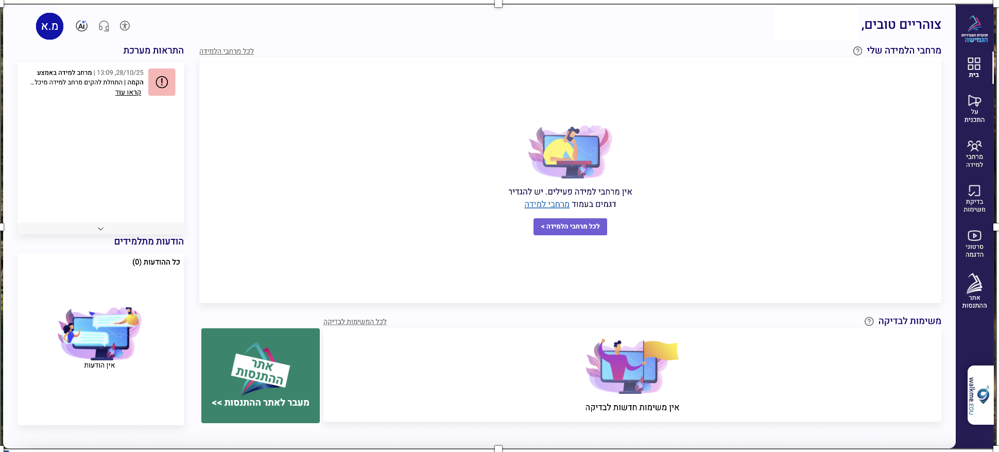 צוהריים טובים,
מ.א
Ai
תוכנית הבגרויות
הגמישה
בית
על
התכנית
מרחבי
למידה
בדיקת
משימות
סרטוני
הדגמה
אתר
ההתנסות
walkme.EDU
מרחבי הלמידה שלי
לכל מרחבי הלמידה
אין מרחבי למידה פעילים. יש להגדיר
דגמים בעמוד מרחבי למידה
לכל מרחבי הלמידה >
משימות לבדיקה
לכל המשימות לבדיקה
אין משימות חדשות לבדיקה
אתר
ההתנסות
מעבר לאתר ההתנסות >>
התראות מערכת
28/10/25, 13:09 | מרחב למידה באמצע
הקמה | התחלת להקים מרחב למידה מיכל...
קראו עוד
הודעות מתלמידים
כל ההודעות (0)
אין הודעות